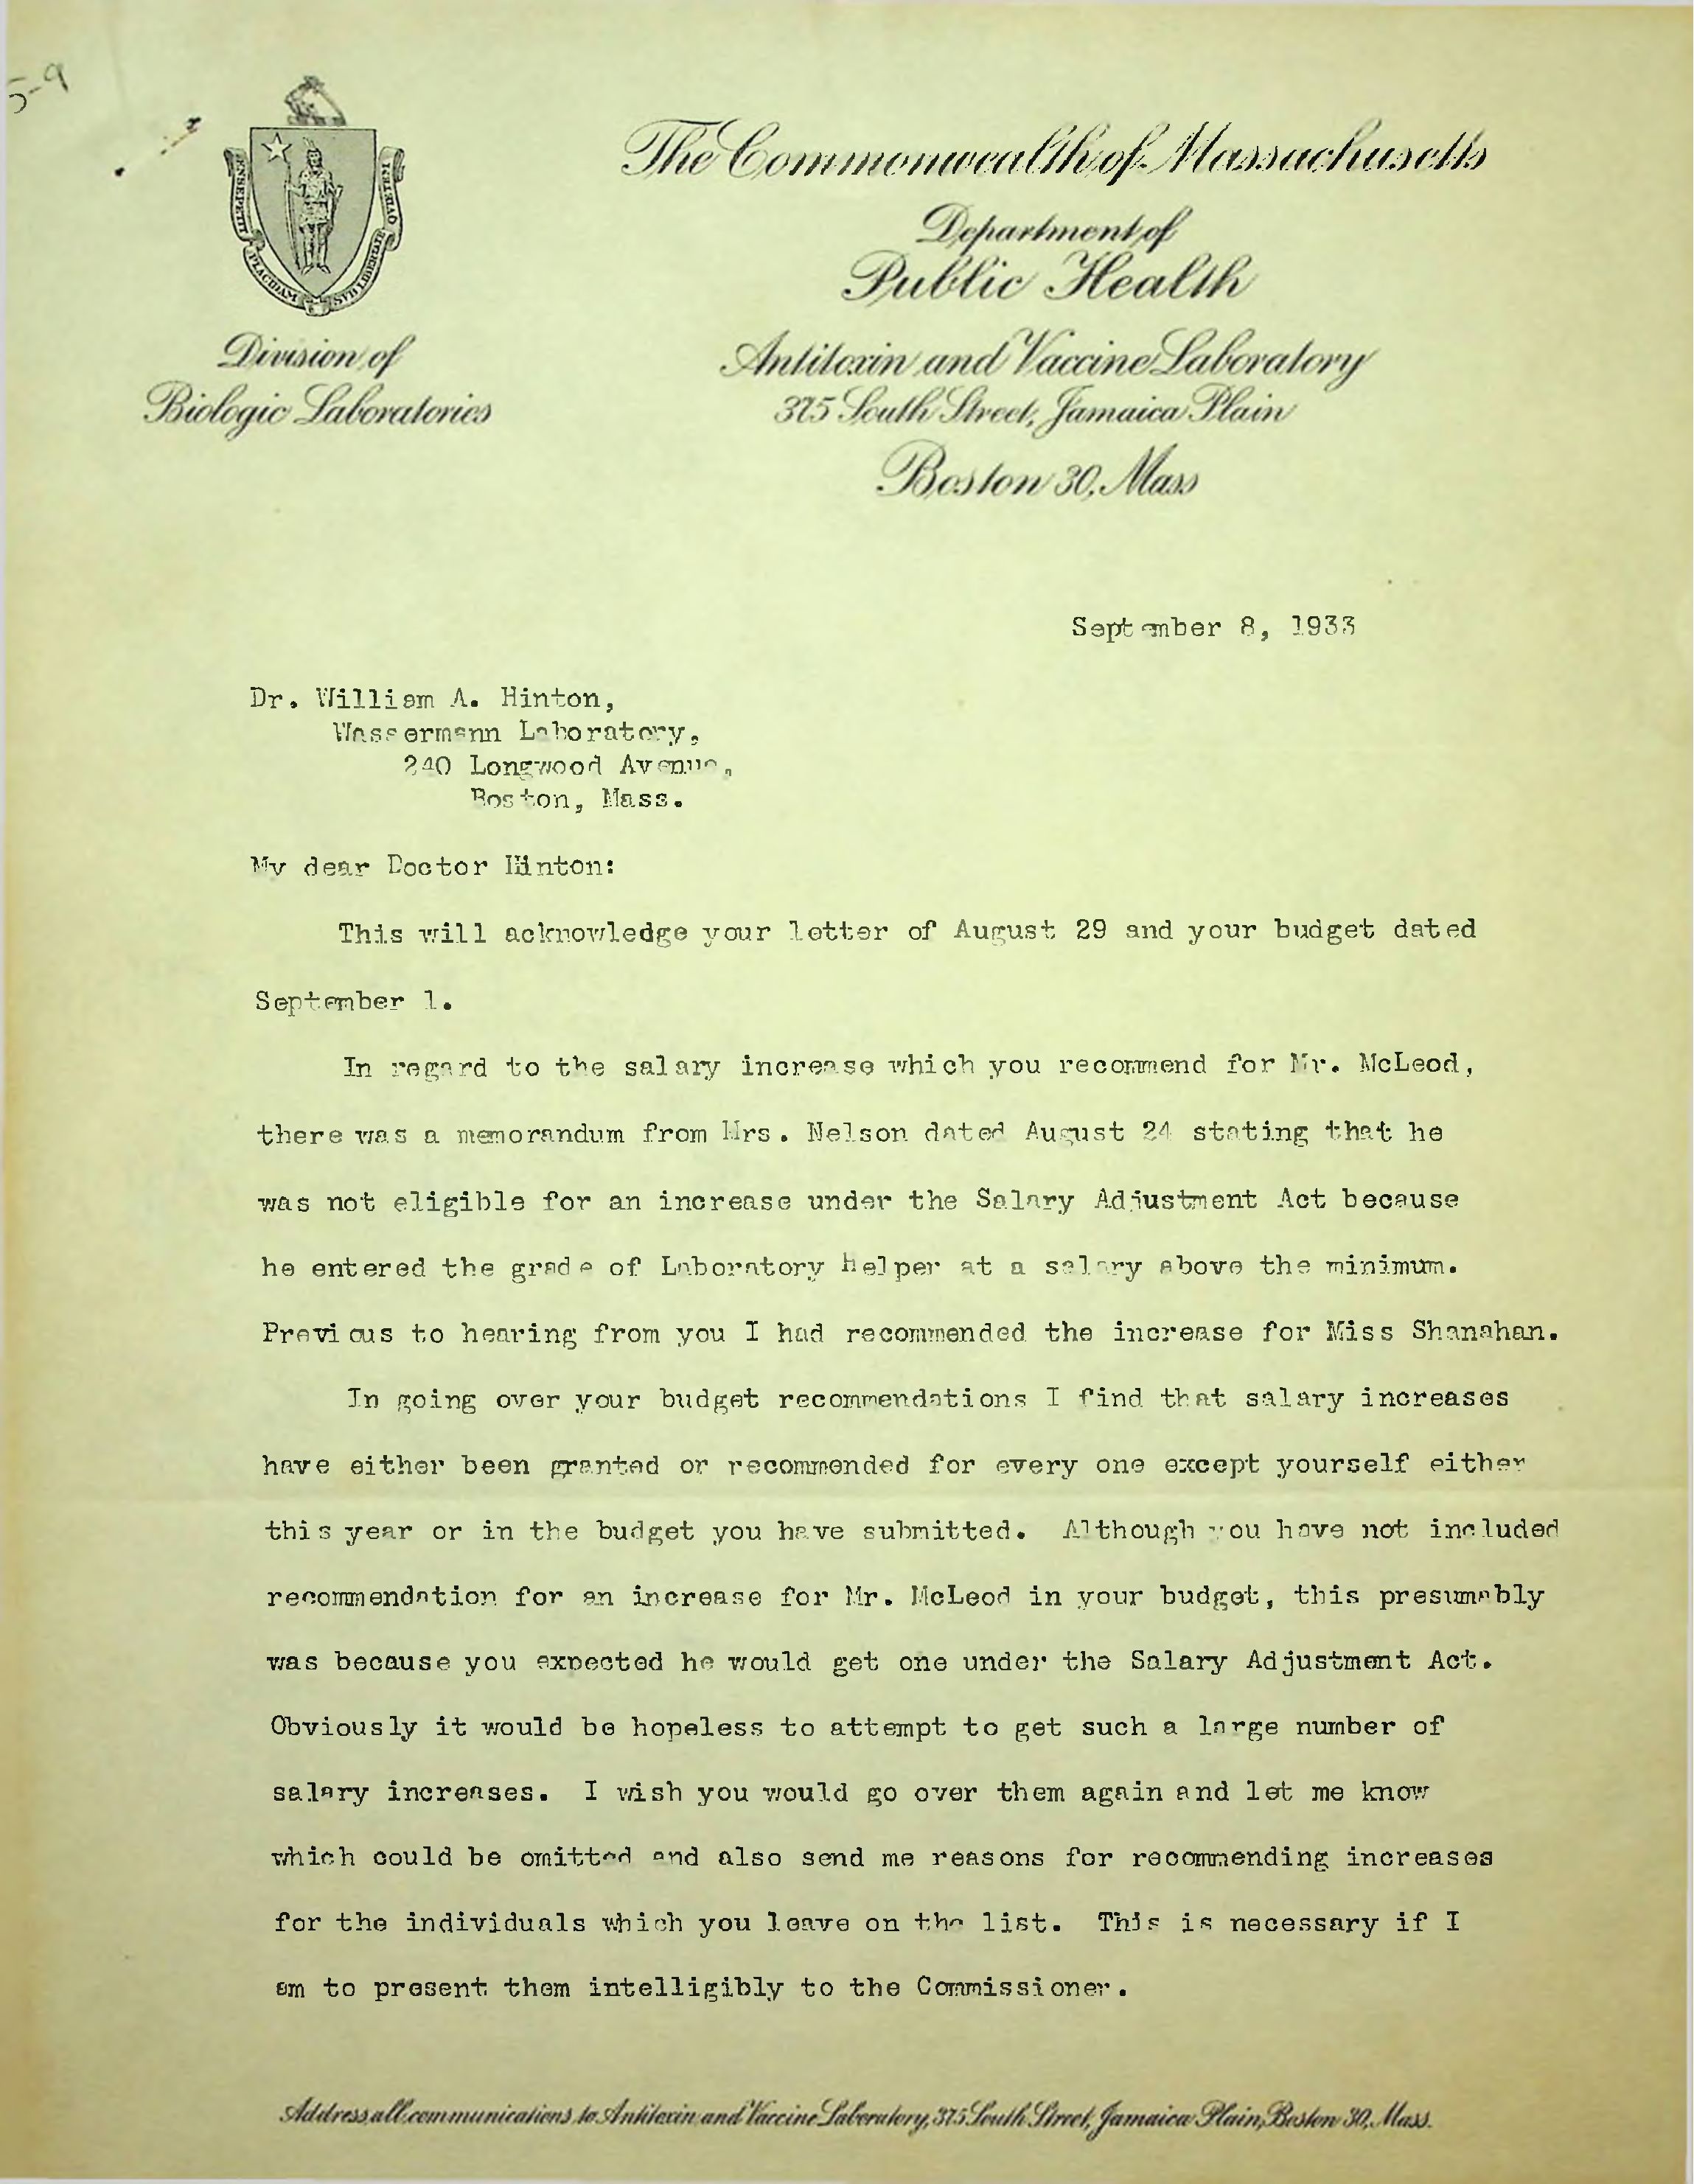 5-9
ENSE PETIT PLACIDAM SVB LIBERTATE QVIETEM
The Commonwealth of Massachusetts
Department of
Public Health
Antitoxin and Vaccine Laboratory
375 South Street, Jamaica Plain
Boston 30, Mass
Division of
Biologic Laboratories
September 8, 1933
Dr. William A. Hinton,
Wassermann Laboratory,
240 Longwood Avenue,
Boston, Mass.
My dear Doctor Hinton:
This will acknowledge your letter of August 29 and your budget dated
September 1.
In regard to the salary increase which you recommend for Mr. McLeod,
there was a memorandum from Mrs. Nelson dated August 24 stating that he
was not eligible for an increase under the Salary Adjustment Act because
he entered the grade of Laboratory helper at a salary above the minimum.
Previous to hearing from you I had recommended the increase for Miss Shanahan.
In going over your budget recommendations I find that salary increases
have either been granted or recommended for every one except yourself either
this year or in the budget you have submitted. Although you have not included
recommendation for an increase for Mr. McLeod in your budget, this presumably
was because you expected he would get one under the Salary Adjustment Act.
Obviously it would be hopeless to attempt to get such a large number of
salary increases. I wish you would go over them again and let me know
which could be omitted and also send me reasons for recommending increases
for the individuals which you leave on the list. This is necessary if I
am to present them intelligibly to the Commissioner.
Address all communications to Antitoxin and Vaccine Laboratory, 375 South Street, Jamaica Plain, Boston 30, Mass.